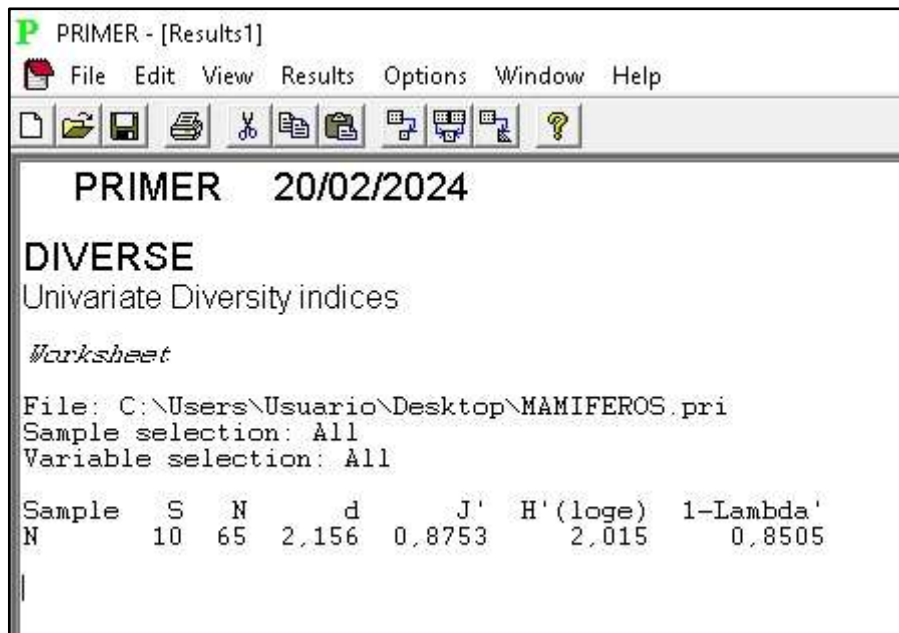 P PRIMER - [Results1]
File Edit View Results Options Window Help
PRIMER 20/02/2024
DIVERSE
Univariate Diversity indices
Worksheet
File: C:\Users\Usuario\Desktop\MAMIFEROS.pri
Sample selection: All
Variable selection: All
Sample S N d J' H'(loge) 1-Lambda'
N 10 65 2,156 0,8753 2,015 0,8505